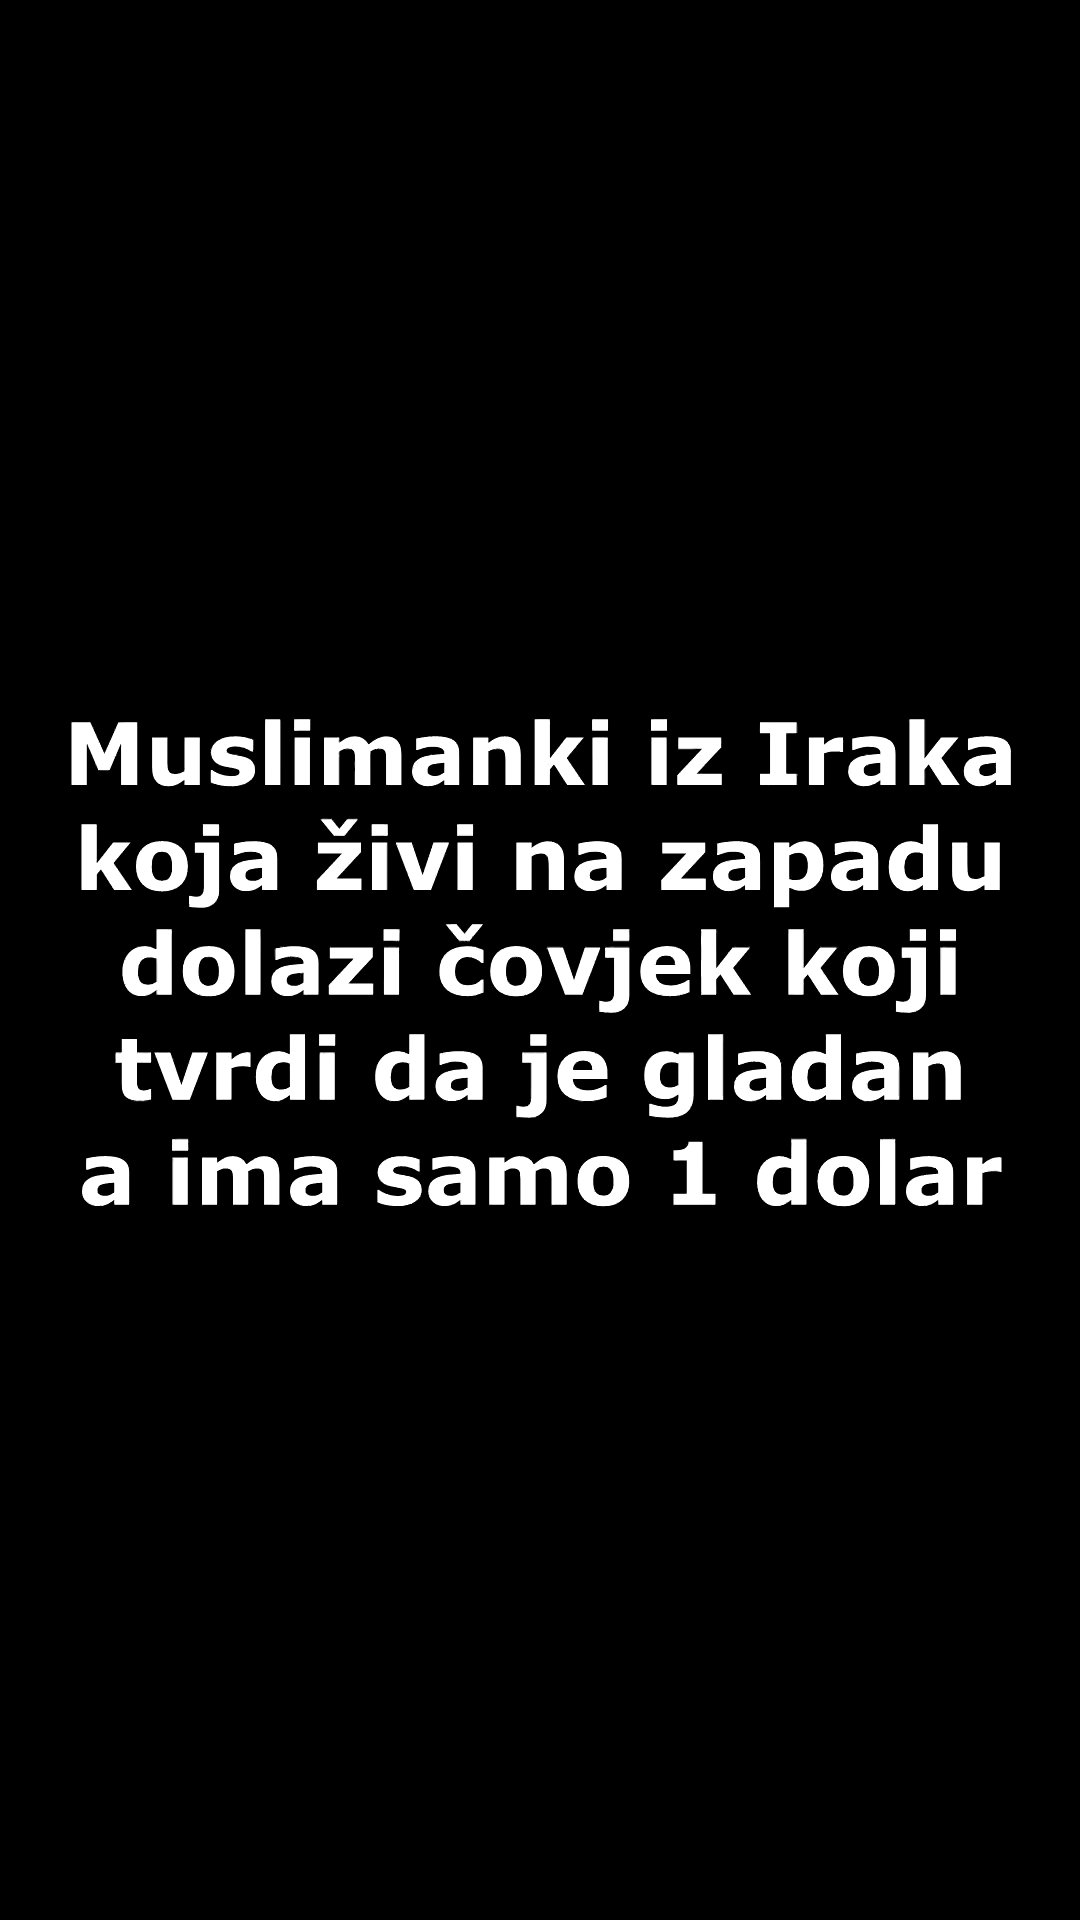 Muslimanki iz Iraka
koja živi na zapadu
dolazi čovjek koji
tvrdi da je gladan
a ima samo 1 dolar